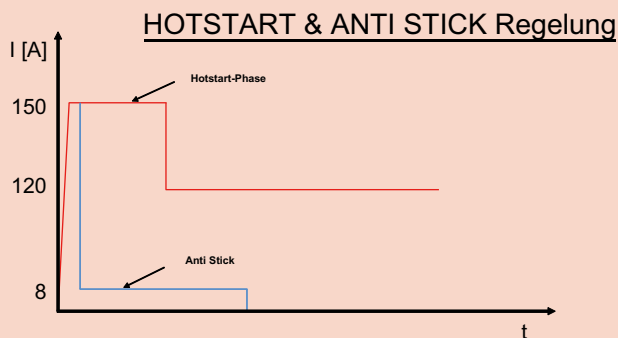 HOTSTART & ANTI STICK Regelung
I [A]
Hotstart-Phase
150
120
Anti Stick
8
t